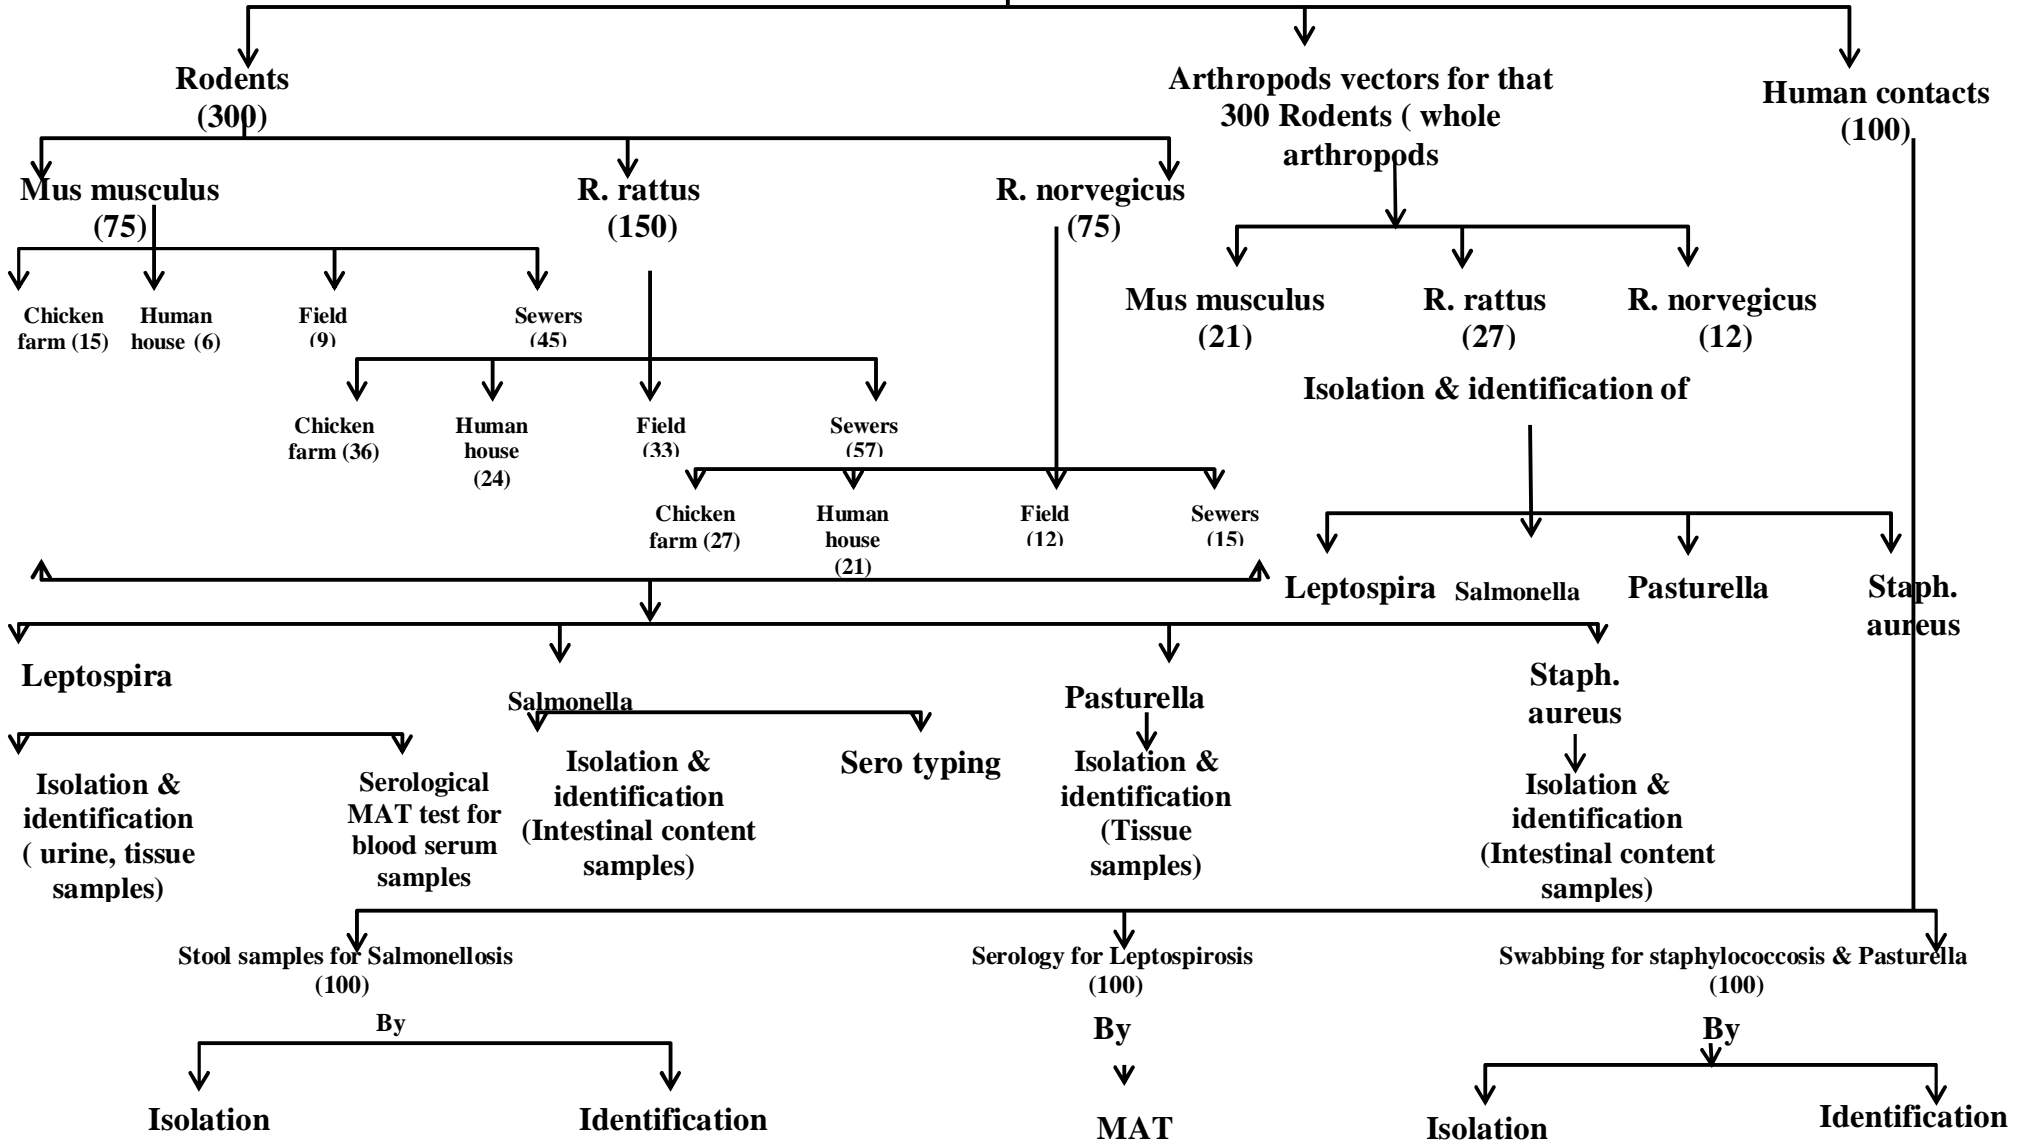 Rodents
(300)
Arthropods vectors for that
300 Rodents ( whole
arthropods
Human contacts
(100)
Mus musculus
(75)
R. rattus
(150)
R. norvegicus
(75)
Chicken
farm (15)
Human
house (6)
Field
(9)
Sewers
(45)
Mus musculus
(21)
R. rattus
(27)
R. norvegicus
(12)
Isolation & identification of
Chicken
farm (36)
Human
house
(24)
Field
(33)
Sewers
(57)
Chicken
farm (27)
Human
house
(21)
Field
(12)
Sewers
(15)
Leptospira
Salmonella
Pasturella
Staph.
aureus
Leptospira
Salmonella
Pasturella
Staph.
aureus
Isolation &
identification
( urine, tissue
samples)
Serological
MAT test for
blood serum
samples
Isolation &
identification
(Intestinal content
samples)
Sero typing
Isolation &
identification
(Tissue
samples)
Isolation &
identification
(Intestinal content
samples)
Stool samples for Salmonellosis
(100)
By
Isolation
Identification
Serology for Leptospirosis
(100)
By
MAT
Swabbing for staphylococcosis & Pasturella
(100)
By
Isolation
Identification